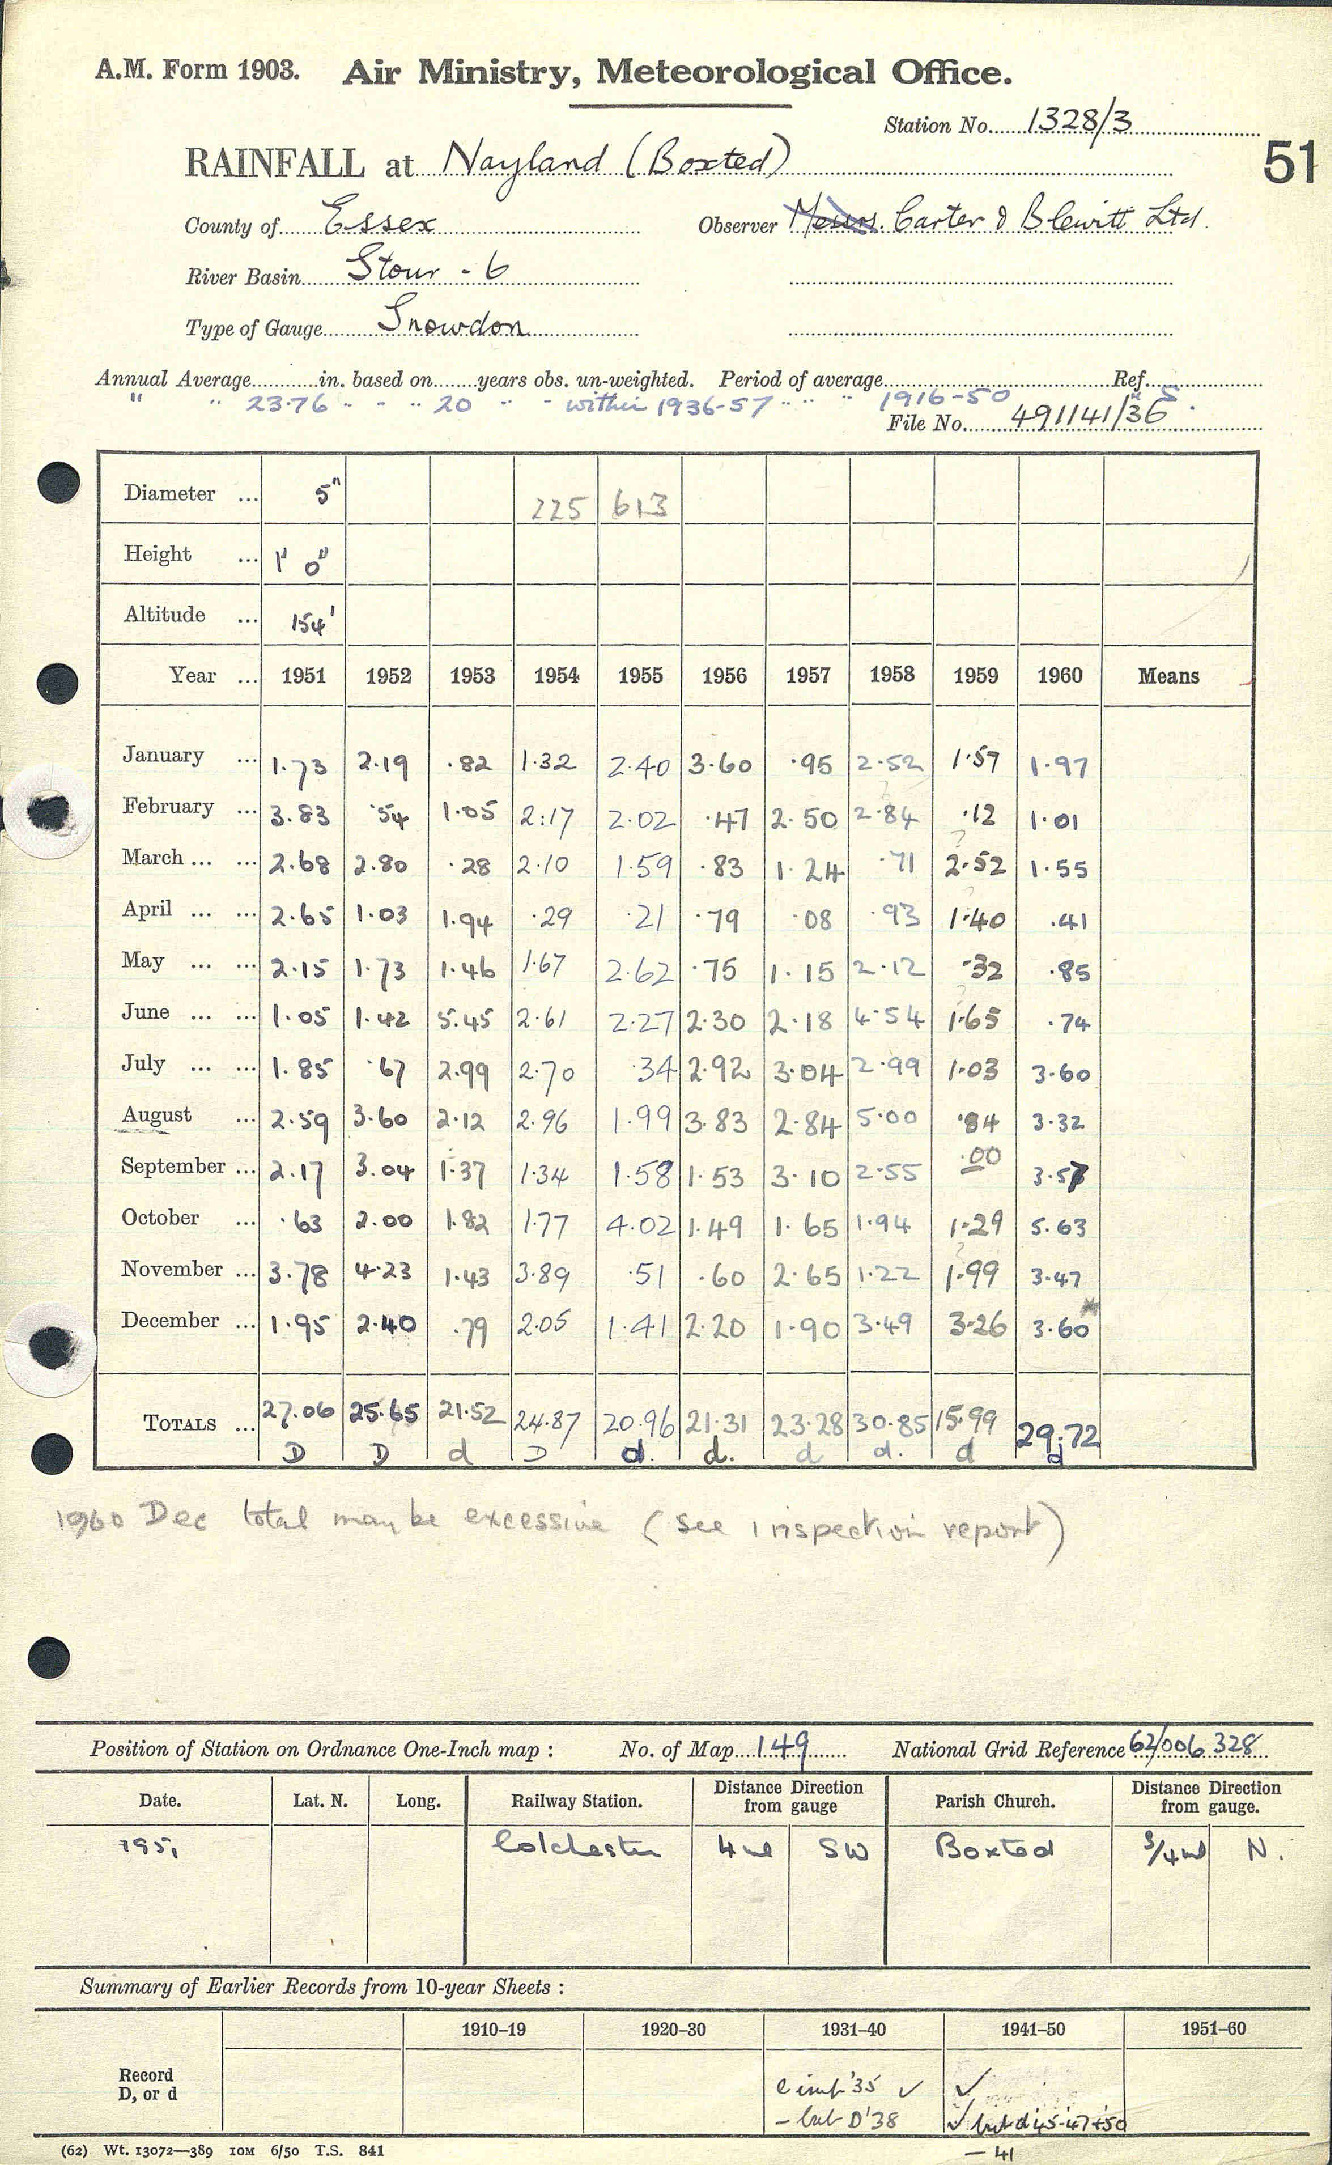 A.M. Form 1903. Air Ministry, Meteorological Office.
Station No. 1328/3
51
RAINFALL at Nayland (Boxted)
County of Essex Observer Messrs. Carter & Blewitt Ltd.
River Basin Stour - 6
Type of Gauge Snowdon
Annual Average............in. based on........years obs. un-weighted. Period of average............Ref.
" " 23.76 - - " 20 " " - within 1936-57 " " " 1916-50 S.
File No. 491141/36
Diameter ... 5" 225 613
Height ... 1' 0"
Altitude ... 154'
Year ... 1951 1952 1953 1954 1955 1956 1957 1958 1959 1960 Means
January ... 1.73 2.19 .82 1.32 2.40 3.60 .95 2.52 1.57 1.97
February ... 3.83 .54 1.05 2.17 2.02 .47 2.50 2.84 .12 1.01
March ... ... 2.68 2.80 .28 2.10 1.59 .83 1.24 .71 2.52 1.55
April ... ... 2.65 1.03 1.94 .29 .21 .79 .08 .93 1.40 .41
May ... ... 2.15 1.73 1.46 1.67 2.62 .75 1.15 2.12 .32 .85
June ... ... 1.05 1.42 5.45 2.61 2.27 2.30 2.18 4.54 1.65 .74
July ... ... 1.85 .67 2.99 2.70 .34 2.92 3.04 2.99 1.03 3.60
August ... 2.59 3.60 2.12 2.96 1.99 3.83 2.84 5.00 .84 3.32
September ... 2.17 3.04 1.37 1.34 1.58 1.53 3.10 2.55 .00 3.57
October ... .63 2.00 1.82 1.77 4.02 1.49 1.65 1.94 1.29 5.63
November ... 3.78 4.23 1.43 3.89 .51 .60 2.65 1.22 1.99 3.47
December ... 1.95 2.40 .79 2.05 1.41 2.20 1.90 3.49 3.26 3.60*
TOTALS ... 27.06 25.65 21.52 24.87 20.96 21.31 23.28 30.85 15.99 29.72
D D d D d. d. d d. d d
1960 Dec total may be excessive (see inspection report)
Position of Station on Ordnance One-Inch map : No. of Map 149 National Grid Reference 62/006 328
Date. Lat. N. Long. Railway Station. Distance Direction from gauge Parish Church. Distance Direction from gauge.
1951 Colchester 4 ml SW Boxted 3/4 ml N.
Summary of Earlier Records from 10-year Sheets :
1910-19 1920-30 1931-40 1941-50 1951-60
Record D, or d
'35 ✓ ✓
- but D '38 ✓ but d 45-47+50
- 41
(62) Wt. 13072—389 10M 6/50 T.S. 841